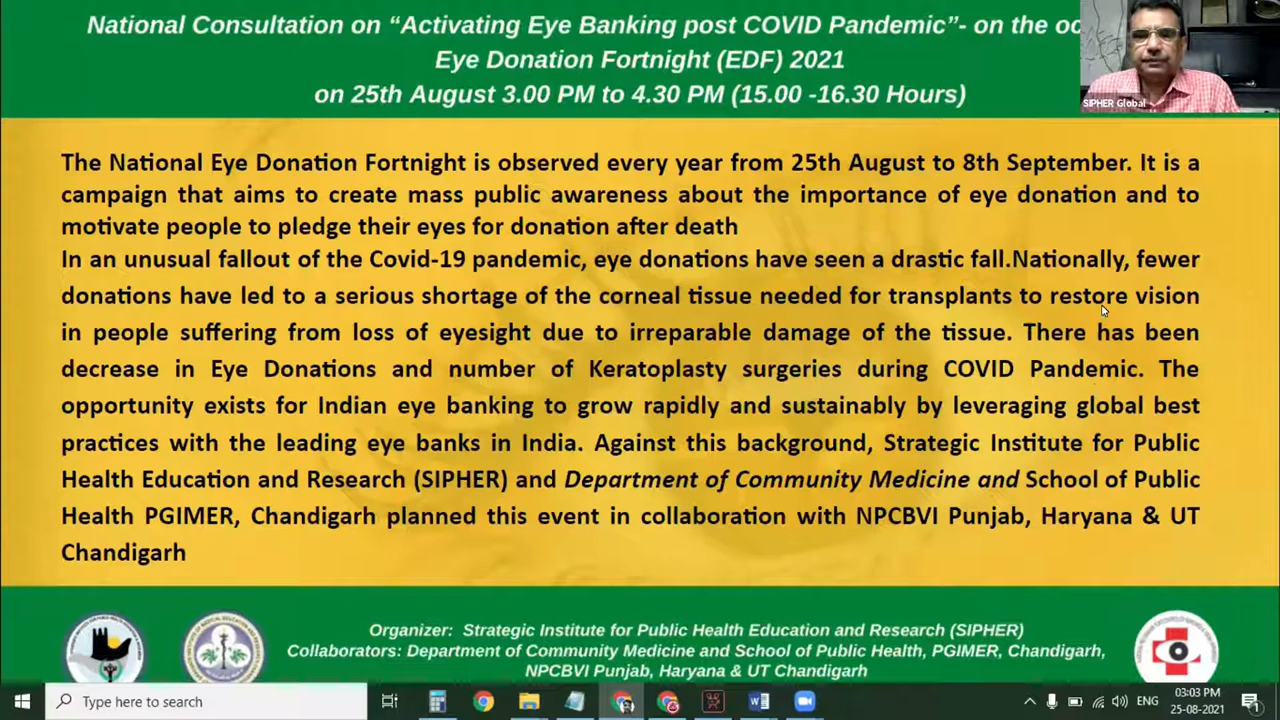 National Consultation on “Activating Eye Banking post COVID Pandemic”- on the oc
Eye Donation Fortnight (EDF) 2021
on 25th August 3.00 PM to 4.30 PM (15.00 -16.30 Hours)
SIPHER Global
The National Eye Donation Fortnight is observed every year from 25th August to 8th September. It is a
campaign that aims to create mass public awareness about the importance of eye donation and to
motivate people to pledge their eyes for donation after death
In an unusual fallout of the Covid-19 pandemic, eye donations have seen a drastic fall.Nationally, fewer
donations have led to a serious shortage of the corneal tissue needed for transplants to restore vision
in people suffering from loss of eyesight due to irreparable damage of the tissue. There has been
decrease in Eye Donations and number of Keratoplasty surgeries during COVID Pandemic. The
opportunity exists for Indian eye banking to grow rapidly and sustainably by leveraging global best
practices with the leading eye banks in India. Against this background, Strategic Institute for Public
Health Education and Research (SIPHER) and Department of Community Medicine and School of Public
Health PGIMER, Chandigarh planned this event in collaboration with NPCBVI Punjab, Haryana & UT
Chandigarh
Organizer: Strategic Institute for Public Health Education and Research (SIPHER)
Collaborators: Department of Community Medicine and School of Public Health, PGIMER, Chandigarh,
NPCBVI Punjab, Haryana & UT Chandigarh
Type here to search
ENG
03:03 PM
25-08-2021